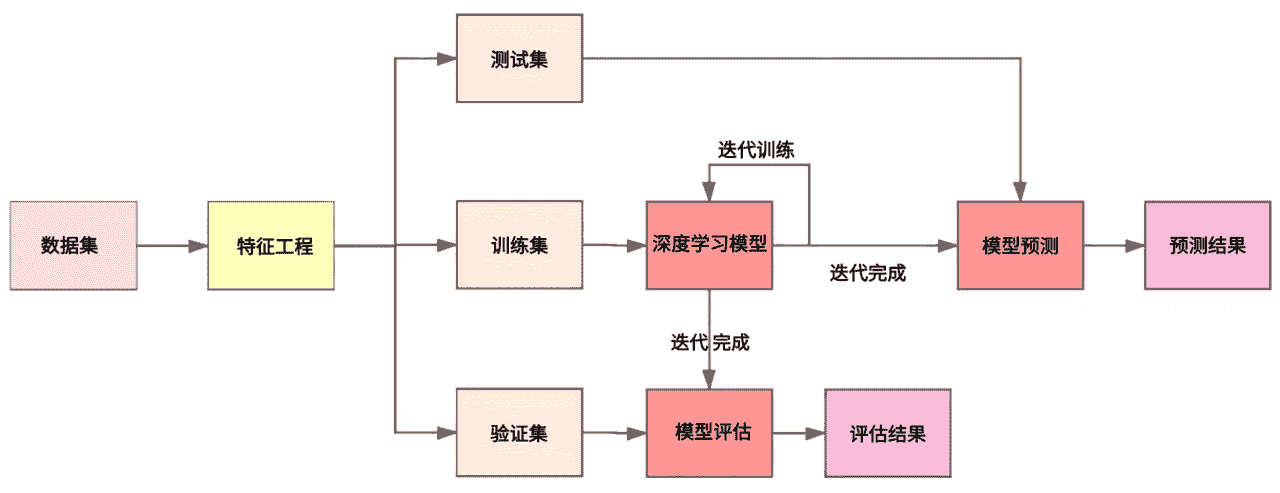 测试集
迭代训练
数据集
特征工程
训练集
深度学习模型
模型预测
预测结果
迭代完成
迭代 完成
验证集
模型评估
评估结果